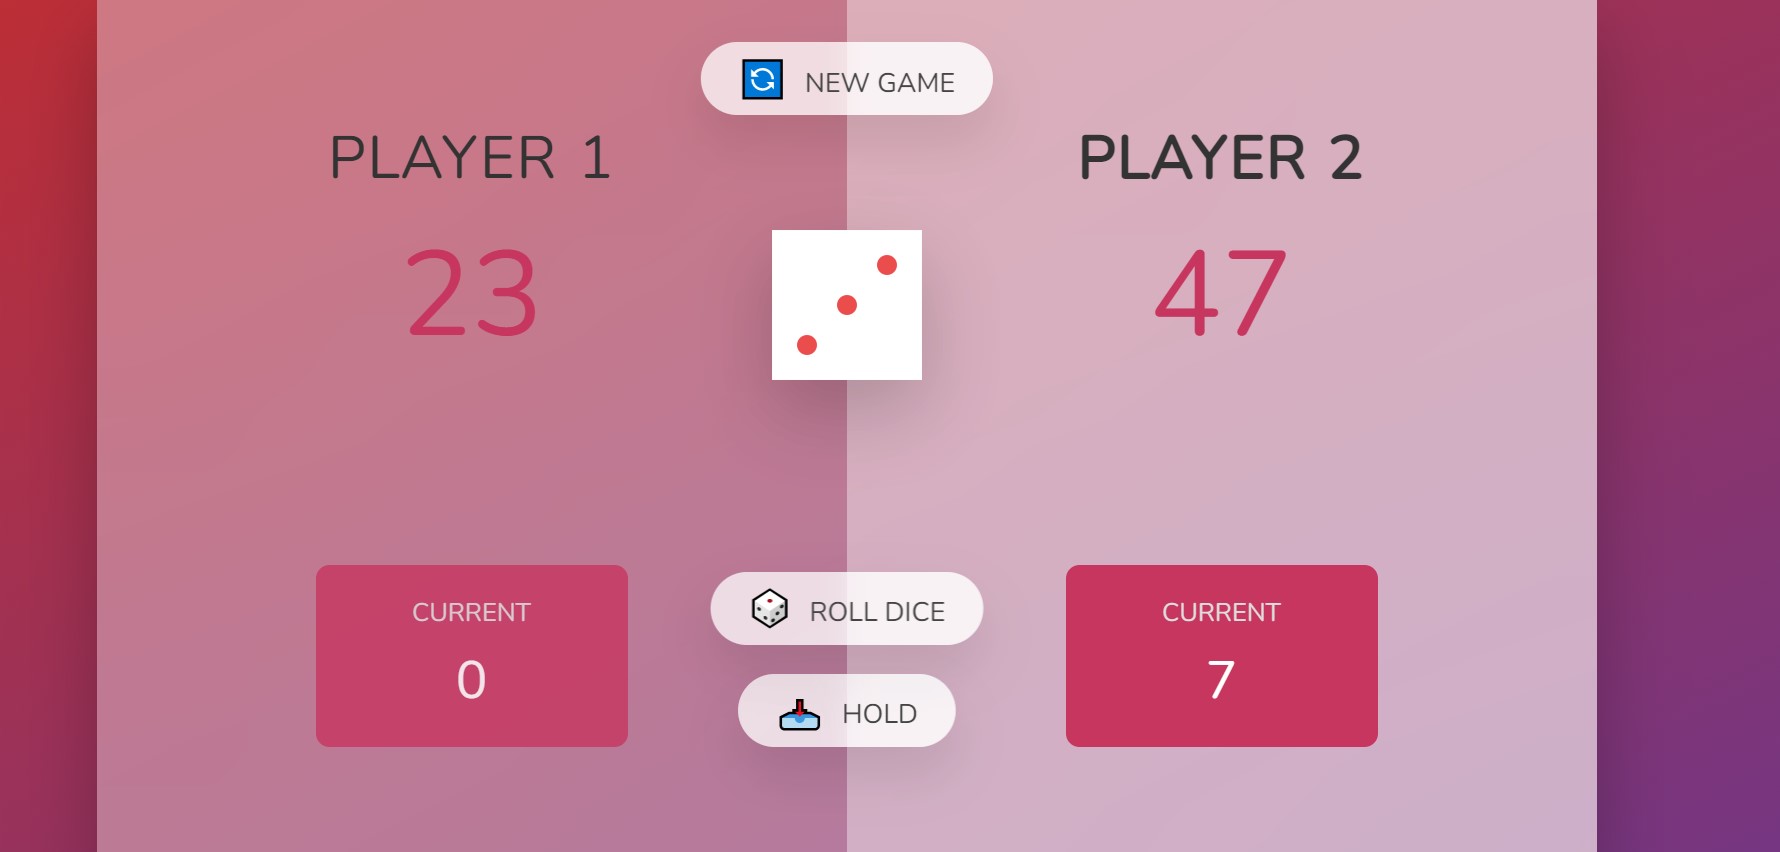 NEW GAME
PLAYER 1
23
CURRENT
0
PLAYER 2
47
CURRENT
7
ROLL DICE
HOLD